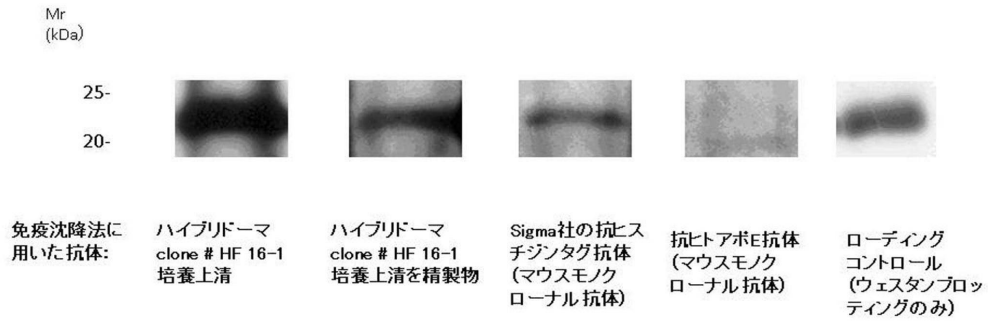 Mr
(kDa)
25-
20-
免疫沈降法に
用いた抗体:
ハイブリドーマ
clone # HF 16-1
培養上清
ハイブリドーマ
clone # HF 16-1
培養上清を精製物
Sigma社の抗ヒス
チジンタグ抗体
(マウスモノク
ローナル抗体)
抗ヒトアポE抗体
(マウスモノク
ローナル抗体)
ローディング
コントロール
(ウェスタンブロッ
ティングのみ)